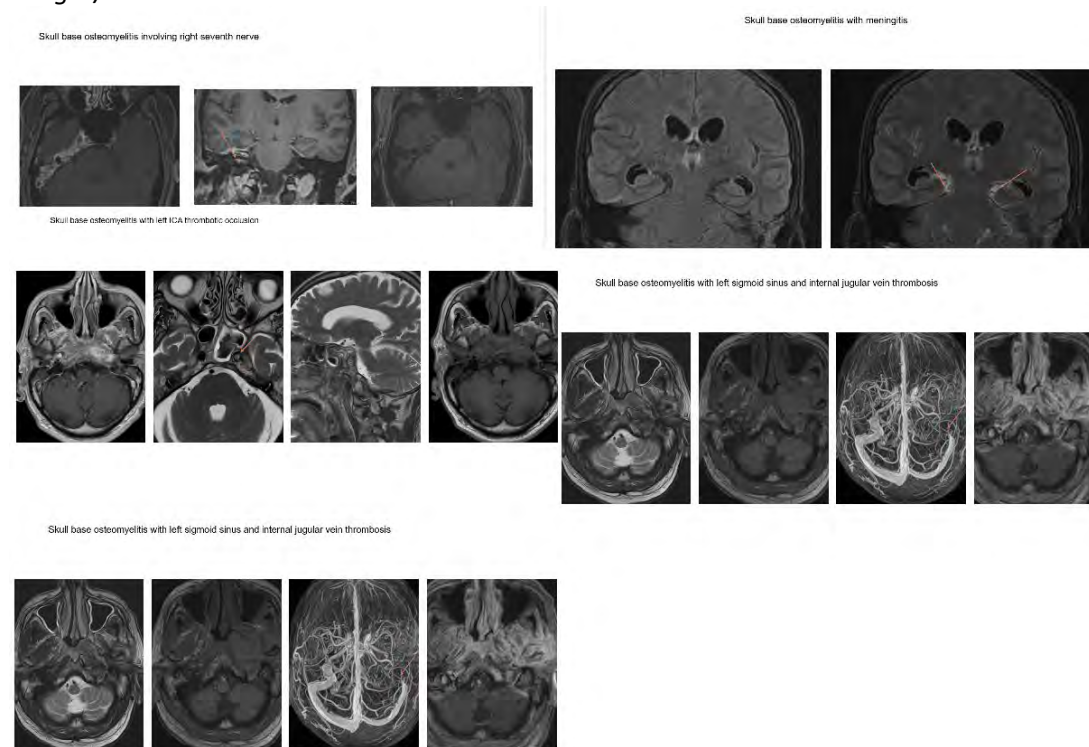 Skull base osteomyelitis involving right seventh nerve
Skull base osteomyelitis with meningitis
Skull base osteomyelitis with left ICA thrombotic occlusion
Skull base osteomyelitis with left sigmoid sinus and internal jugular vein thrombosis
Skull base osteomyelitis with left sigmoid sinus and internal jugular vein thrombosis